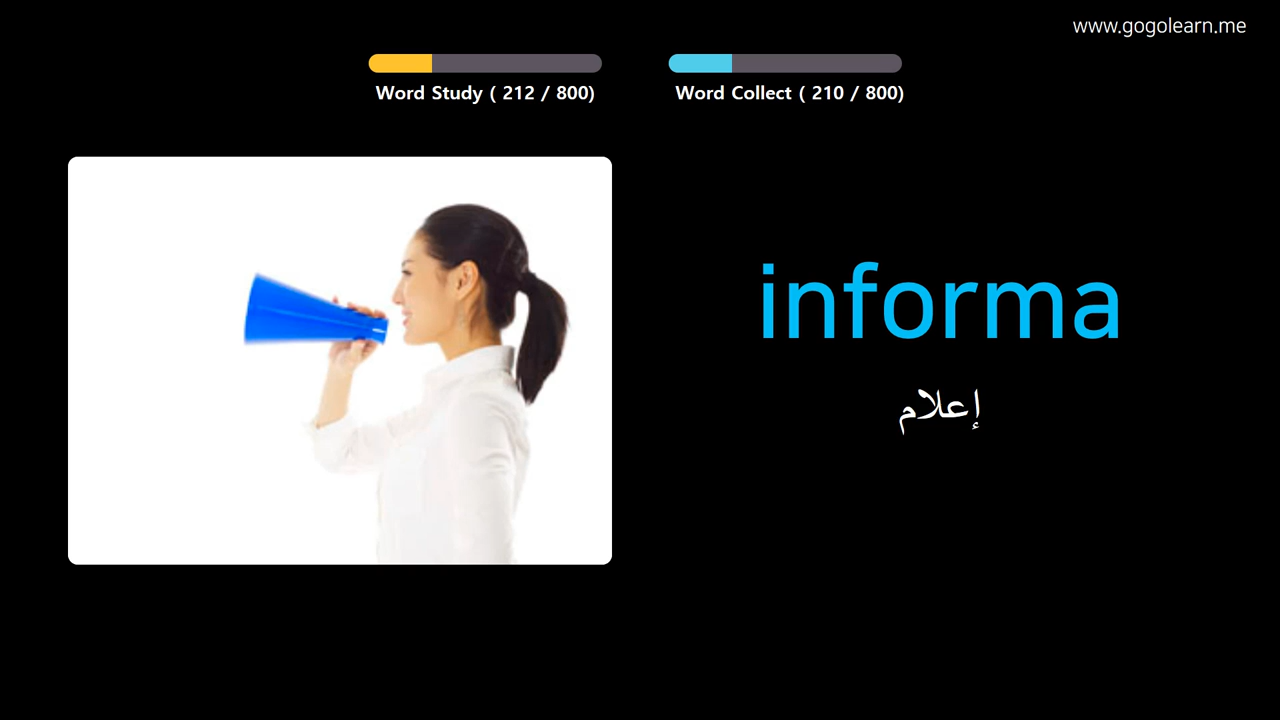 www.gogolearn.me
Word Study ( 212 / 800)
Word Collect ( 210 / 800)
informa
إعلام